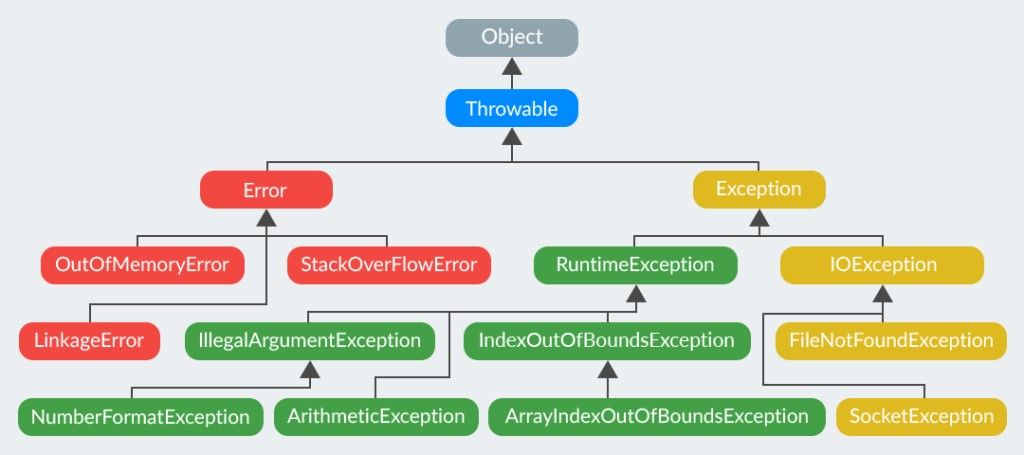 Object
Throwable
Error
Exception
OutOfMemoryError
StackOverFlowError
RuntimeException
IOException
LinkageError
IllegalArgumentException
IndexOutOfBoundsException
FileNotFoundException
NumberFormatException
ArithmeticException
ArrayIndexOutOfBoundsException
SocketException